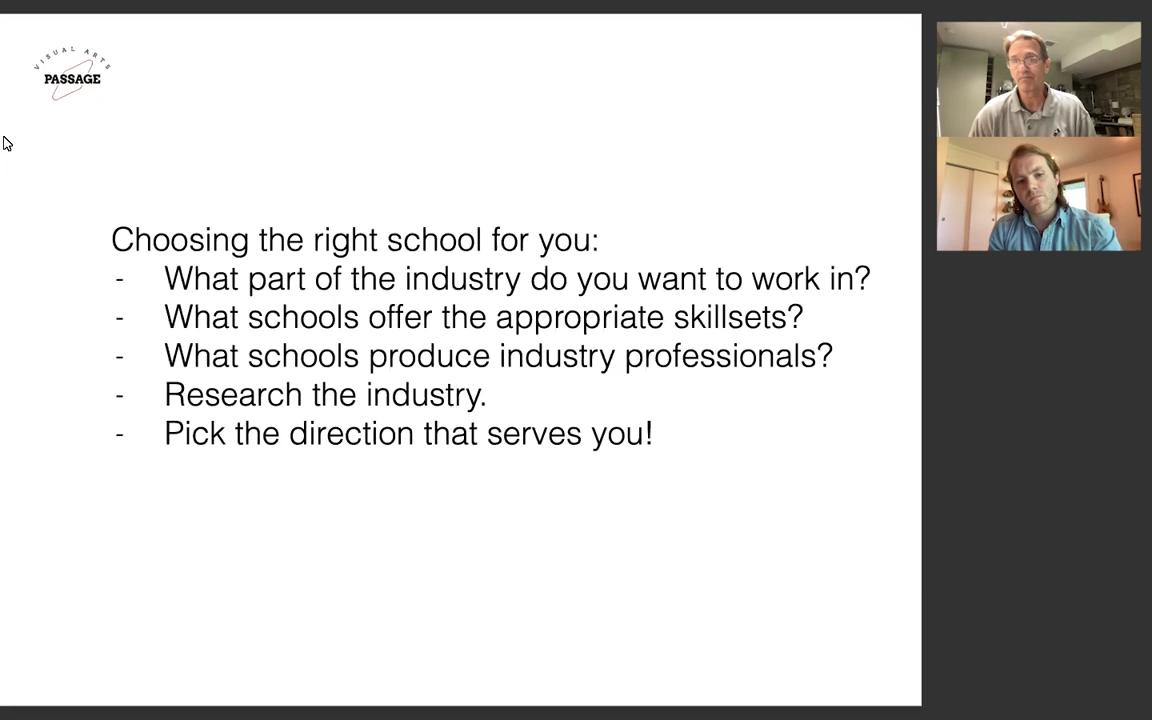 VISUAL ARTS
PASSAGE
Choosing the right school for you:
- What part of the industry do you want to work in?
- What schools offer the appropriate skillsets?
- What schools produce industry professionals?
- Research the industry.
- Pick the direction that serves you!